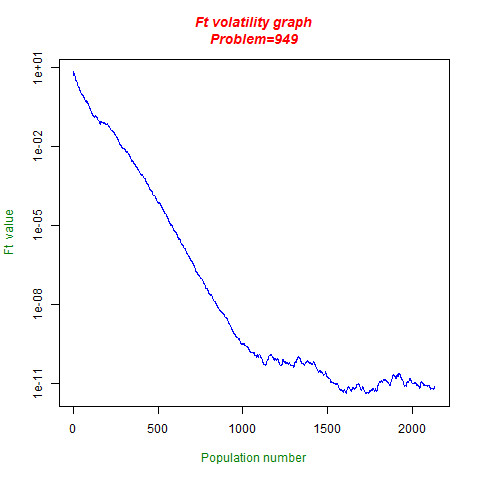 Ft volatility graph
Problem=949
1e+01
1e-02
1e-05
1e-08
1e-11
Ft value
0
500
1000
1500
2000
Population number